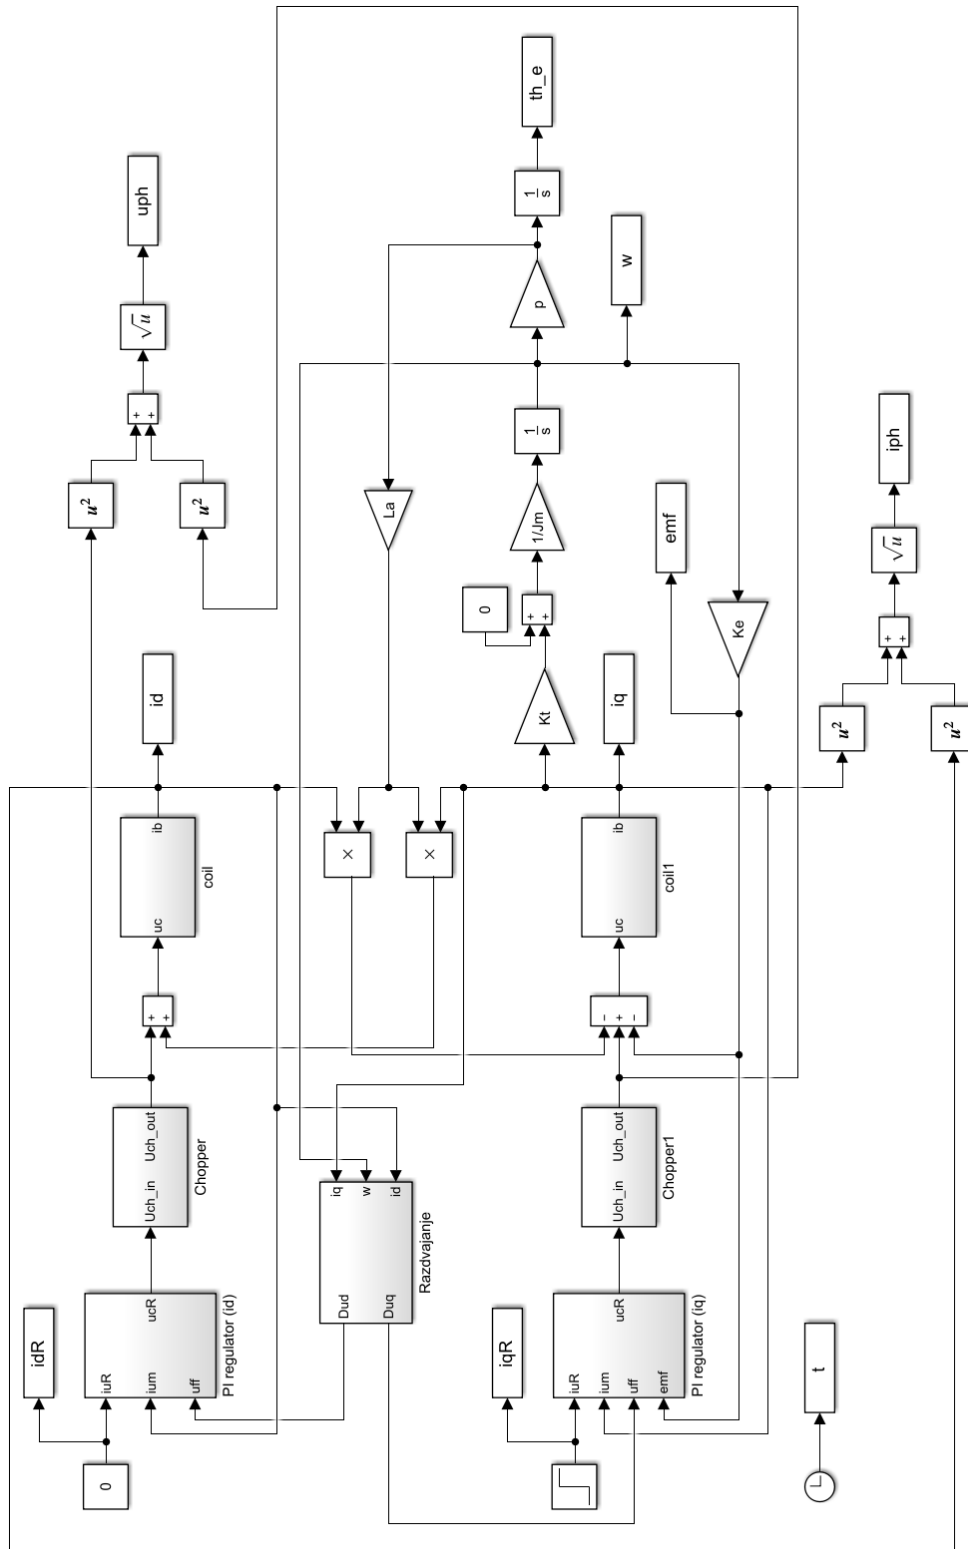 idR
0
iuR
ium
uff
ucR
PI regulator (id)
Uch_in Uch_out
Chopper
+
+
uc ib
coil
id
u²
u²
+
+
√u
uph
Dud
Duq
iq
w
id
Razdvajanje
×
×
La
0
Kt
+
+
1/Jm
1
s
p
1
s
th_e
w
iqR
iuR
ium
uff
emf
ucR
PI regulator (iq)
Uch_in Uch_out
Chopper1
−
+
−
uc ib
coil1
iq
emf
Ke
t
u²
u²
+
+
√u
iph